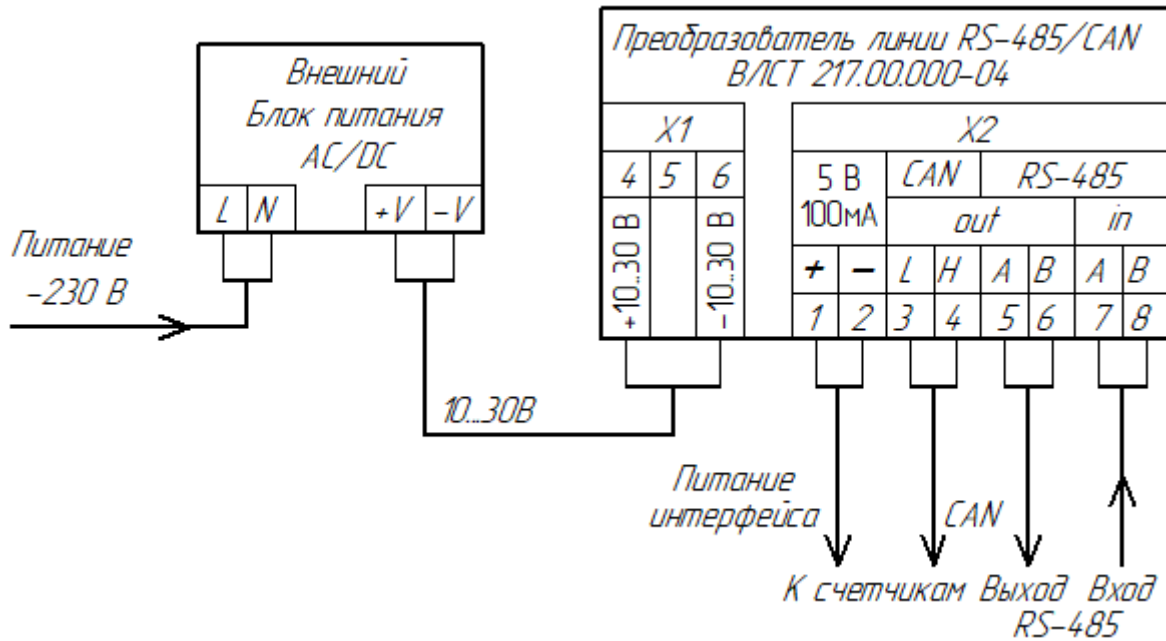 Внешний
Блок питания
AC/DC
L N +V -V
Питание
~230 В
10...30В
Преобразователь линии RS-485/CAN
ВЛСТ 217.00.000-04
X1 X2
4 5 6
+10..30 В
-10..30 В
5 В
100мА
CAN RS-485
out in
+ - L H A B A B
1 2 3 4 5 6 7 8
Питание
интерфейса
CAN
К счетчикам Выход Вход
RS-485